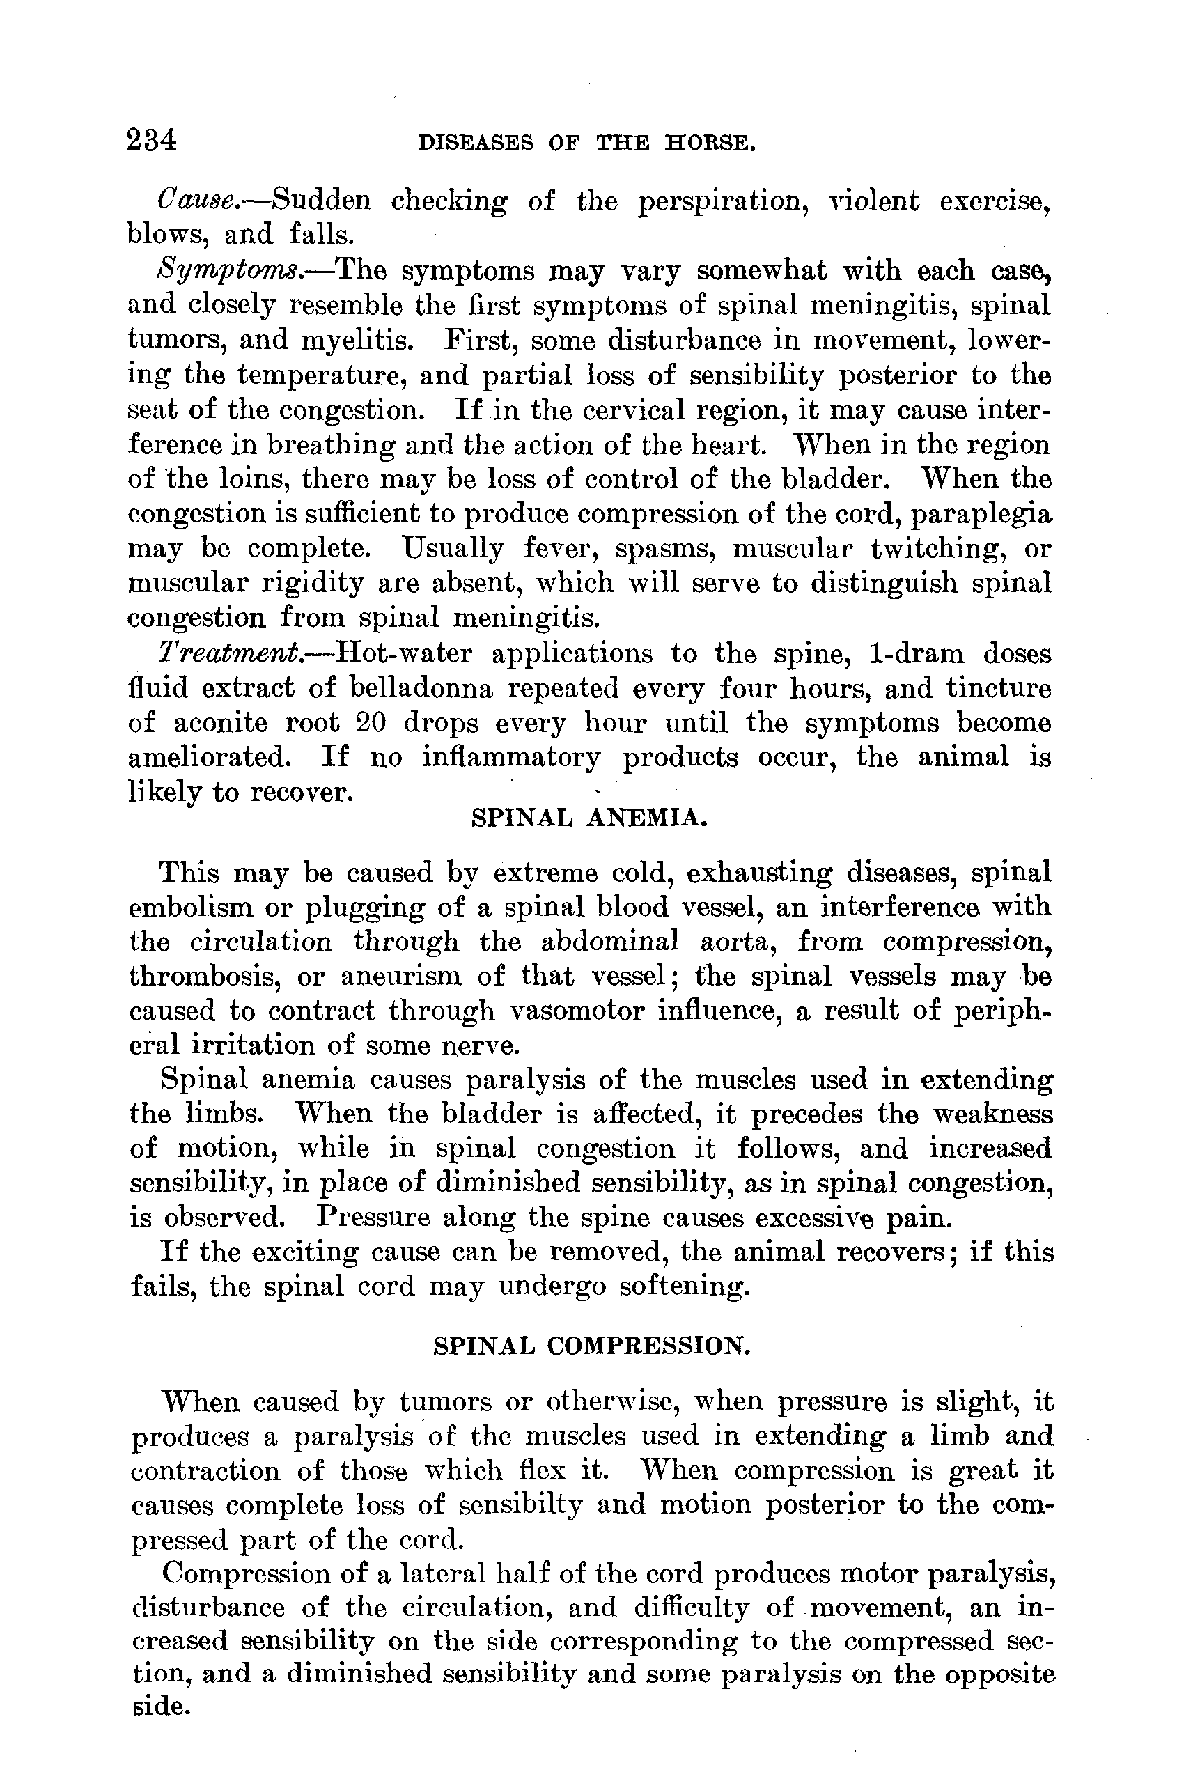 234 DISEASES OF THE HORSE.
Cause.—Sudden checking of the perspiration, violent exercise,
blows, and falls.
Symptoms.—The symptoms may vary somewhat with each case,
and closely resemble the first symptoms of spinal meningitis, spinal
tumors, and myelitis. First, some disturbance in movement, lower-
ing the temperature, and partial loss of sensibility posterior to the
seat of the congestion. If in the cervical region, it may cause inter-
ference in breathing and the action of the heart. When in the region
of the loins, there may be loss of control of the bladder. When the
congestion is sufficient to produce compression of the cord, paraplegia
may be complete. Usually fever, spasms, muscular twitching, or
muscular rigidity are absent, which will serve to distinguish spinal
congestion from spinal meningitis.
Treatment.—Hot-water applications to the spine, 1-dram doses
fluid extract of belladonna repeated every four hours, and tincture
of aconite root 20 drops every hour until the symptoms become
ameliorated. If no inflammatory products occur, the animal is
likely to recover.
SPINAL ANEMIA.
This may be caused by extreme cold, exhausting diseases, spinal
embolism or plugging of a spinal blood vessel, an interference with
the circulation through the abdominal aorta, from compression,
thrombosis, or aneurism of that vessel; the spinal vessels may be
caused to contract through vasomotor influence, a result of periph-
eral irritation of some nerve.
Spinal anemia causes paralysis of the muscles used in extending
the limbs. When the bladder is affected, it precedes the weakness
of motion, while in spinal congestion it follows, and increased
sensibility, in place of diminished sensibility, as in spinal congestion,
is observed. Pressure along the spine causes excessive pain.
If the exciting cause can be removed, the animal recovers; if this
fails, the spinal cord may undergo softening.
SPINAL COMPRESSION.
When caused by tumors or otherwise, when pressure is slight, it
produces a paralysis of the muscles used in extending a limb and
contraction of those which flex it. When compression is great it
causes complete loss of sensibilty and motion posterior to the com-
pressed part of the cord.
Compression of a lateral half of the cord produces motor paralysis,
disturbance of the circulation, and difficulty of movement, an in-
creased sensibility on the side corresponding to the compressed sec-
tion, and a diminished sensibility and some paralysis on the opposite
side.